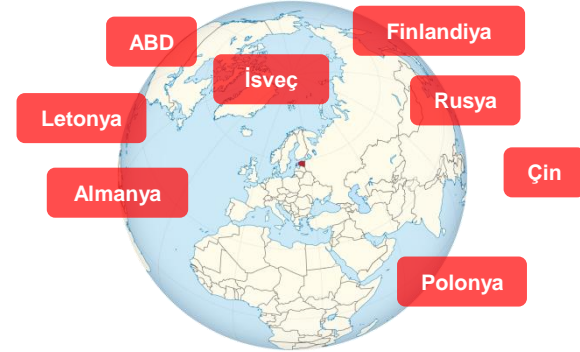 Finlandiya
ABD
İsveç
Rusya
Letonya
Çin
Almanya
Polonya